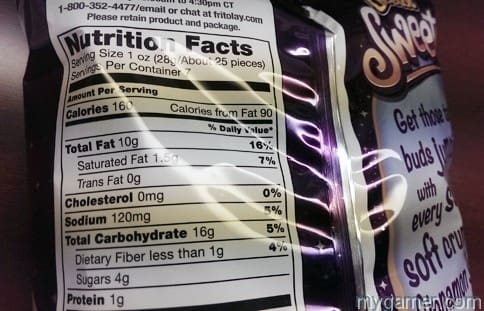 to 4:30pm CT
1-800-352-4477/email or chat at fritolay.com
Please retain product and package.
Nutrition Facts
Serving Size 1 oz (28g/About 25 pieces)
Servings Per Container 7
Amount Per Serving
Calories 160 Calories from Fat 90
% Daily Value*
Total Fat 10g 16%
Saturated Fat 1.5g 7%
Trans Fat 0g
Cholesterol 0mg 0%
Sodium 120mg 5%
Total Carbohydrate 16g 5%
Dietary Fiber less than 1g 4%
Sugars 4g
Protein 1g
Sweet
Get those
buds
with
every
soft
mygamer.com